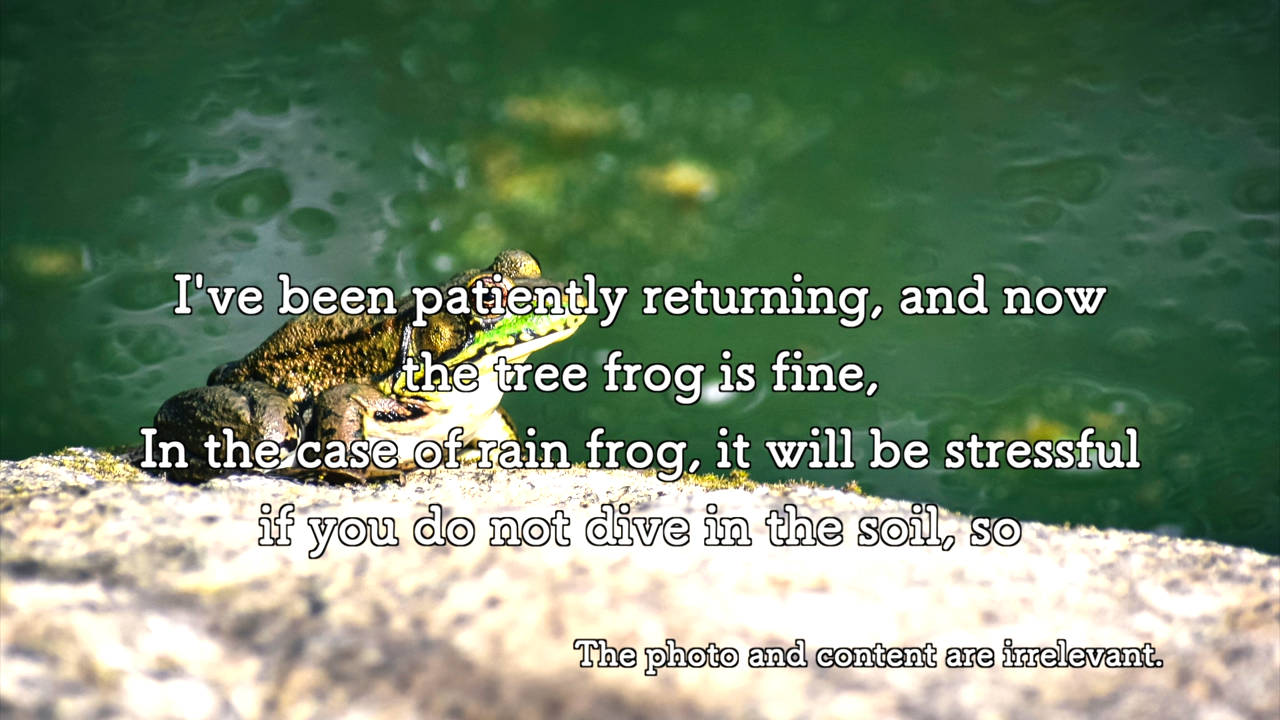 I've been patiently returning, and now
the tree frog is fine,
In the case of rain frog, it will be stressful
if you do not dive in the soil, so
The photo and content are irrelevant.